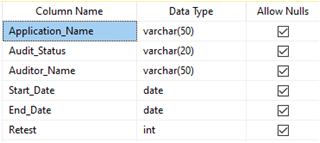 Column Name Data Type Allow Nulls
Application_Name varchar(50)
Audit_Status varchar(20)
Auditor_Name varchar(50)
Start_Date date
End_Date date
Retest int